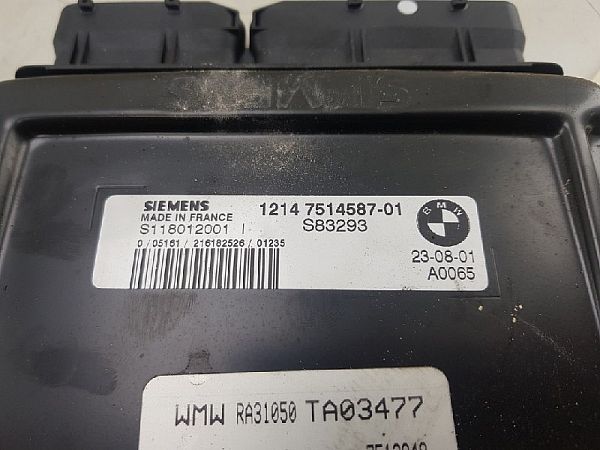 SIEMENS
SIEMENS
MADE IN FRANCE
S118012001 I
0 /05161 / 216182526 / 01235
1214 7514587-01
S83293
BMW
23-08-01
A0065
WMW RA31050 TA03477